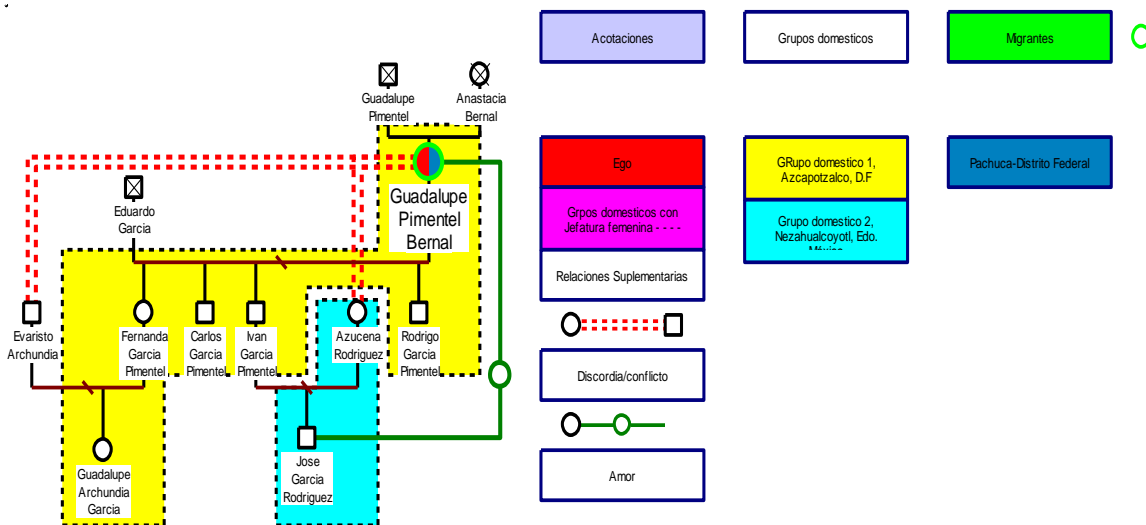 Acotaciones
Grupos domesticos
Migrantes
Guadalupe
Pimentel
Anastacia
Bernal
Ego
GRupo domestico 1,
Azcapotzalco, D.F
Pachuca-Distrito Federal
Guadalupe
Pimentel
Bernal
Eduardo
Garcia
Grpos domesticos con
Jefatura femenina - - - -
Grupo domestico 2,
Nezahualcoyotl, Edo.
México
Relaciones Suplementarias
Evaristo
Archundia
Fernanda
Garcia
Pimentel
Carlos
Garcia
Pimentel
Ivan
Garcia
Pimentel
Azucena
Rodriguez
Rodrigo
Garcia
Pimentel
Discordia/conflicto
Guadalupe
Archundia
Garcia
Jose
Garcia
Rodriguez
Amor